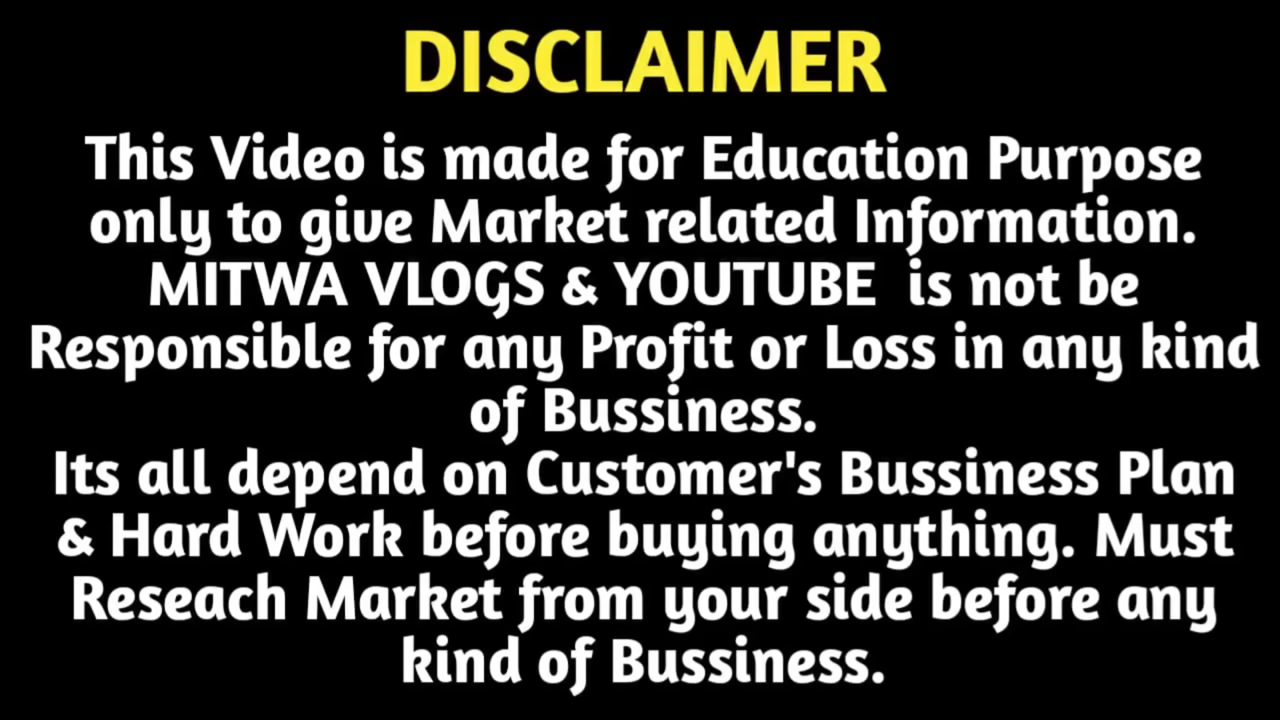 DISCLAIMER
This Video is made for Education Purpose
only to give Market related Information.
MITWA VLOGS & YOUTUBE is not be
Responsible for any Profit or Loss in any kind
of Bussiness.
Its all depend on Customer's Bussiness Plan
& Hard Work before buying anything. Must
Reseach Market from your side before any
kind of Bussiness.